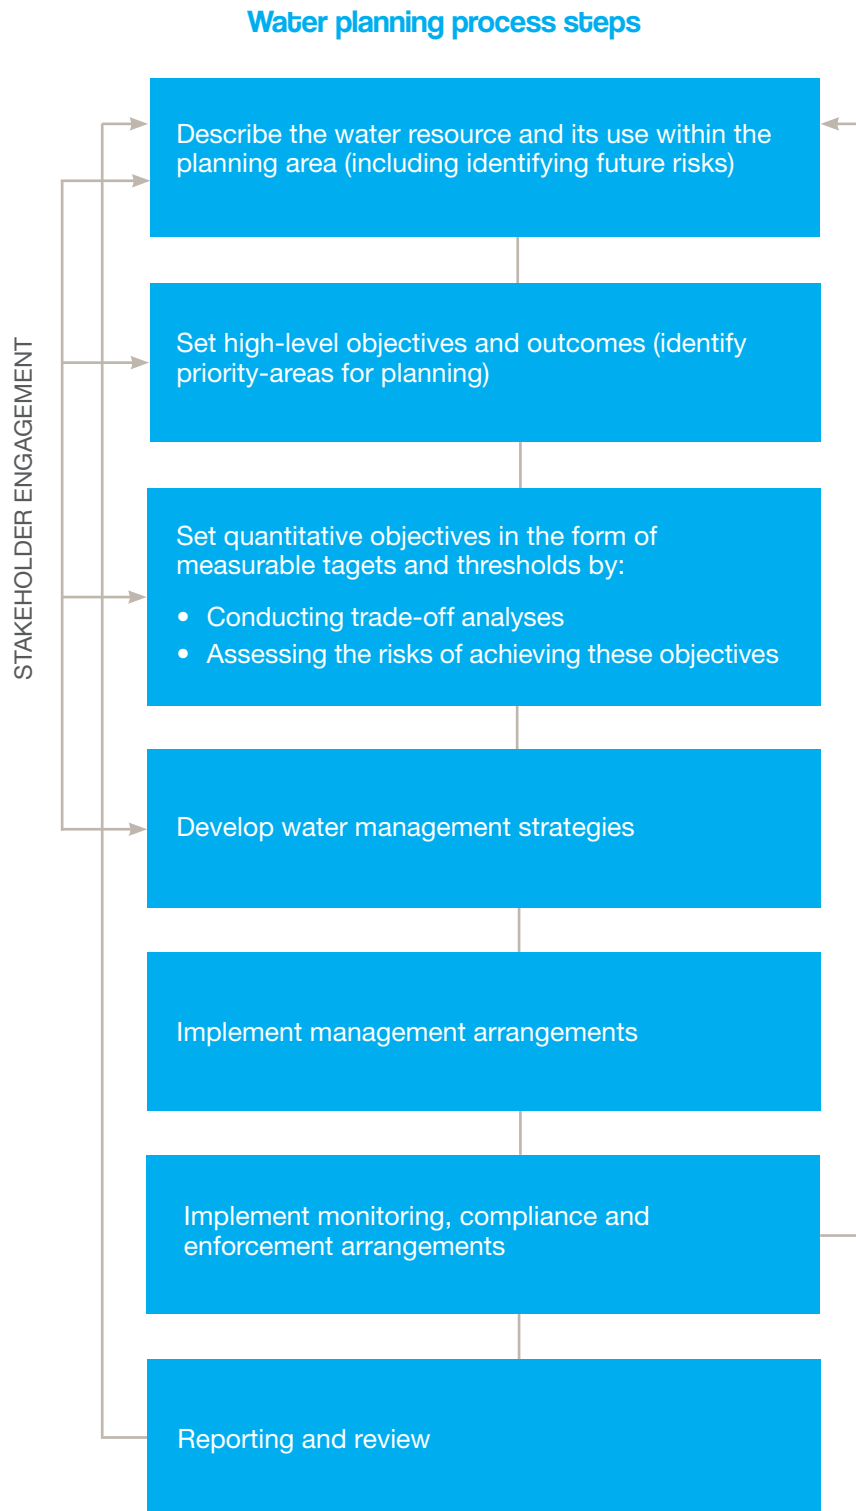 Water planning process steps
Describe the water resource and its use within the
planning area (including identifying future risks)
Set high-level objectives and outcomes (identify
priority-areas for planning)
STAKEHOLDER ENGAGEMENT
Set quantitative objectives in the form of
measurable tagets and thresholds by:
• Conducting trade-off analyses
• Assessing the risks of achieving these objectives
Develop water management strategies
Implement management arrangements
Implement monitoring, compliance and
enforcement arrangements
Reporting and review